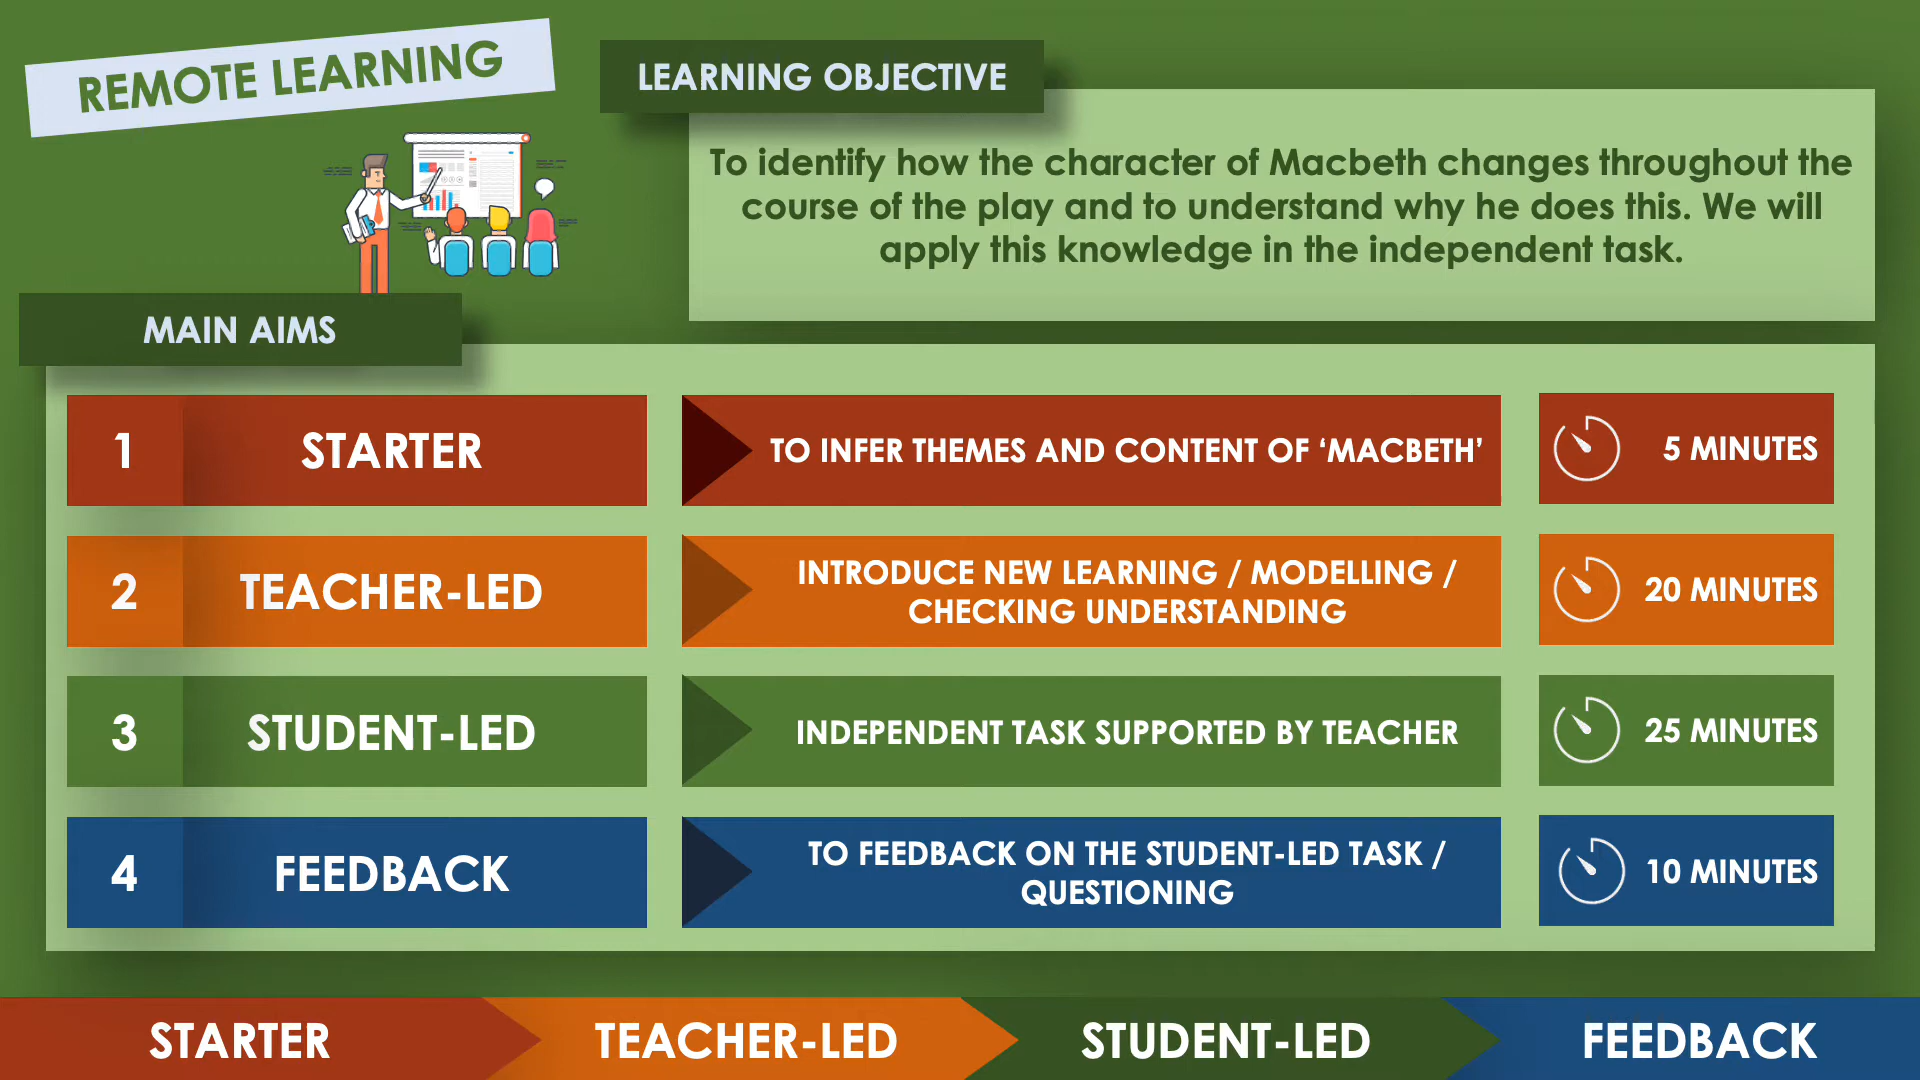 REMOTE LEARNING
LEARNING OBJECTIVE
To identify how the character of Macbeth changes throughout the
course of the play and to understand why he does this. We will
apply this knowledge in the independent task.
MAIN AIMS
1 STARTER TO INFER THEMES AND CONTENT OF ‘MACBETH’ 5 MINUTES
2 TEACHER-LED INTRODUCE NEW LEARNING / MODELLING /
CHECKING UNDERSTANDING 20 MINUTES
3 STUDENT-LED INDEPENDENT TASK SUPPORTED BY TEACHER 25 MINUTES
4 FEEDBACK TO FEEDBACK ON THE STUDENT-LED TASK /
QUESTIONING 10 MINUTES
STARTER TEACHER-LED STUDENT-LED FEEDBACK